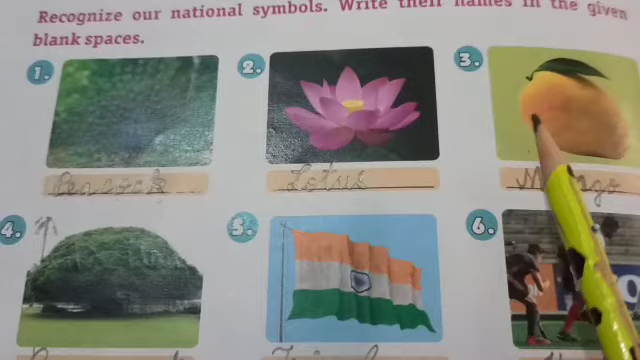 Recognize our national symbols. Write their names in the given
blank spaces.
1. 2. 3.
Peacock Lotus Mango
4. 5. 6.